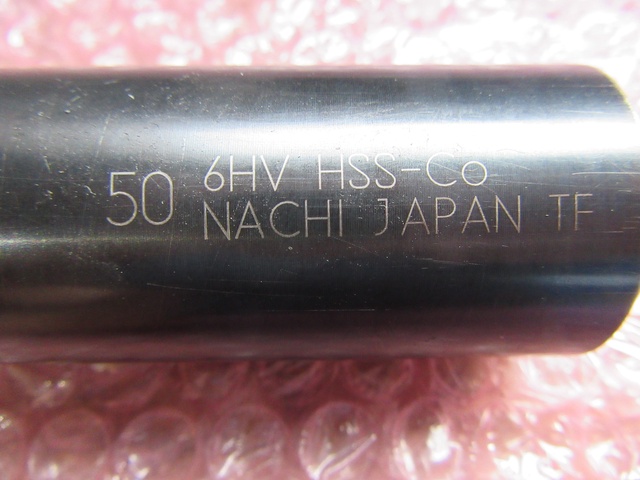 50
6HV HSS-Co
NACHI JAPAN TF